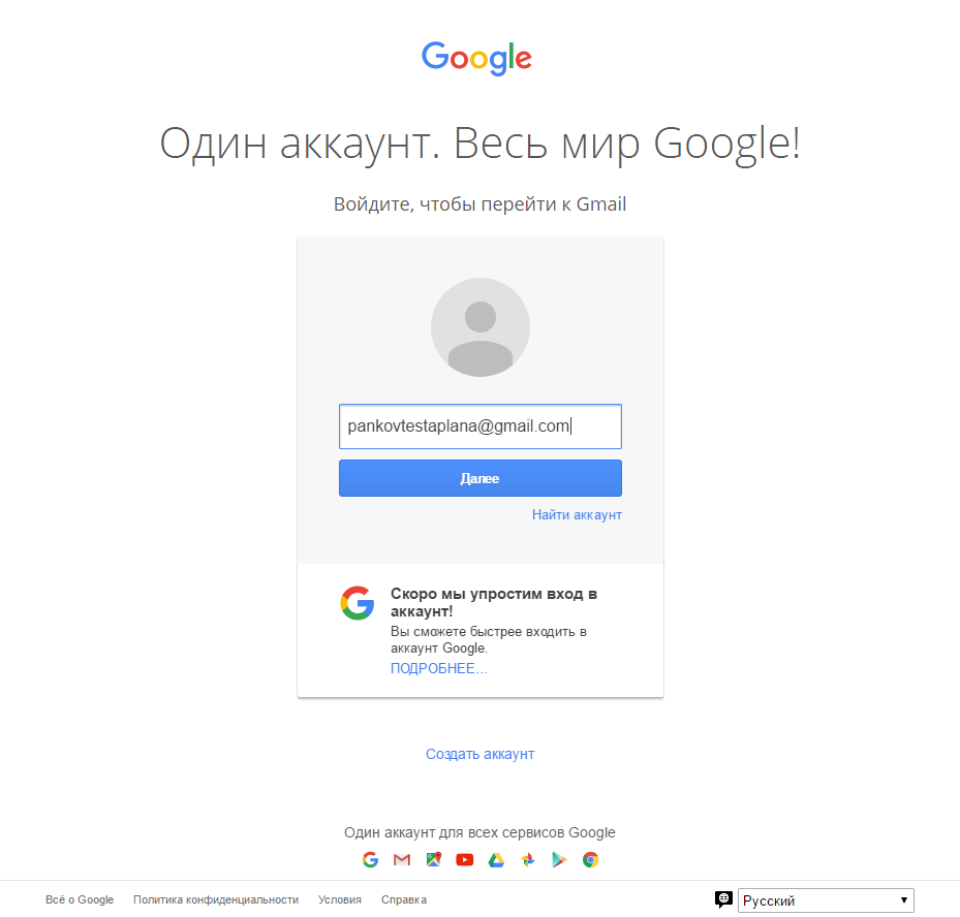 Google
Один аккаунт. Весь мир Google!
Войдите, чтобы перейти к Gmail
pankovtestaplana@gmail.com
Далее
Найти аккаунт
Скоро мы упростим вход в
аккаунт!
Вы сможете быстрее входить в
аккаунт Google.
ПОДРОБНЕЕ...
Создать аккаунт
Один аккаунт для всех сервисов Google
Всё о Google Политика конфиденциальности Условия Справка Русский